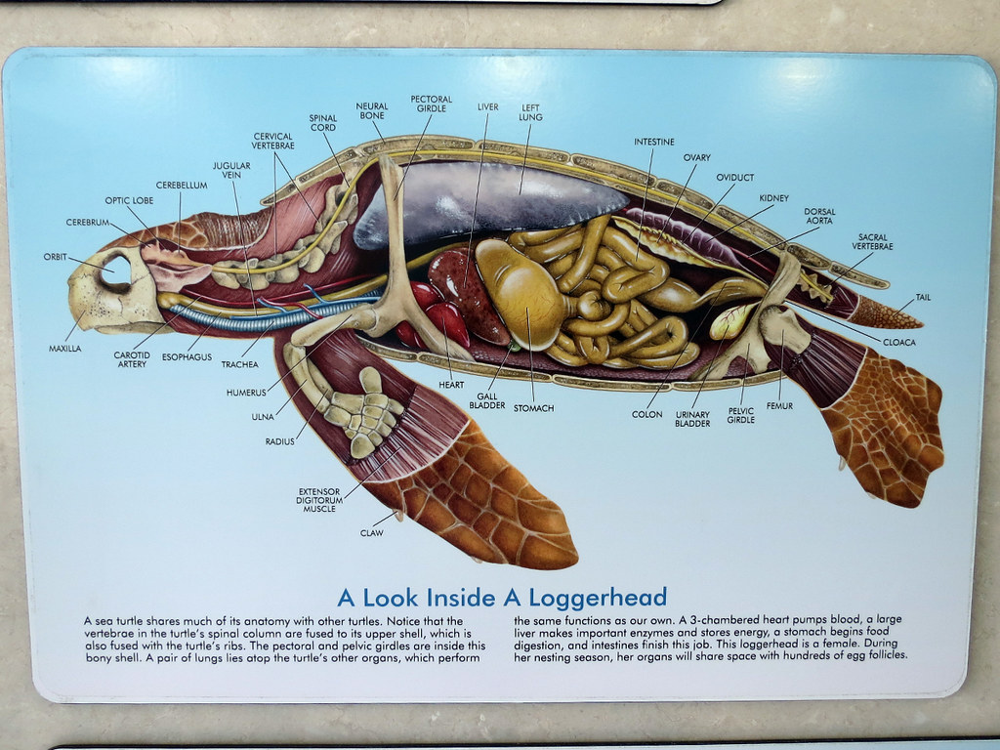 PECTORAL
GIRDLE
NEURAL
BONE
LIVER
LEFT
LUNG
SPINAL
CORD
CERVICAL
VERTEBRAE
INTESTINE
JUGULAR
VEIN
OVARY
CEREBELLUM
OVIDUCT
OPTIC LOBE
KIDNEY
CEREBRUM
DORSAL
AORTA
SACRAL
VERTEBRAE
ORBIT
TAIL
MAXILLA
CAROTID
ARTERY
ESOPHAGUS
TRACHEA
CLOACA
HUMERUS
HEART
GALL
BLADDER
STOMACH
ULNA
COLON
URINARY
BLADDER
PELVIC
GIRDLE
FEMUR
RADIUS
EXTENSOR
DIGITORUM
MUSCLE
CLAW
A Look Inside A Loggerhead
A sea turtle shares much of its anatomy with other turtles. Notice that the
vertebrae in the turtle's spinal column are fused to its upper shell, which is
also fused with the turtle's ribs. The pectoral and pelvic girdles are inside this
bony shell. A pair of lungs lies atop the turtle's other organs, which perform
the same functions as our own. A 3-chambered heart pumps blood, a large
liver makes important enzymes and stores energy, a stomach begins food
digestion, and intestines finish this job. This loggerhead is a female. During
her nesting season, her organs will share space with hundreds of egg follicles.